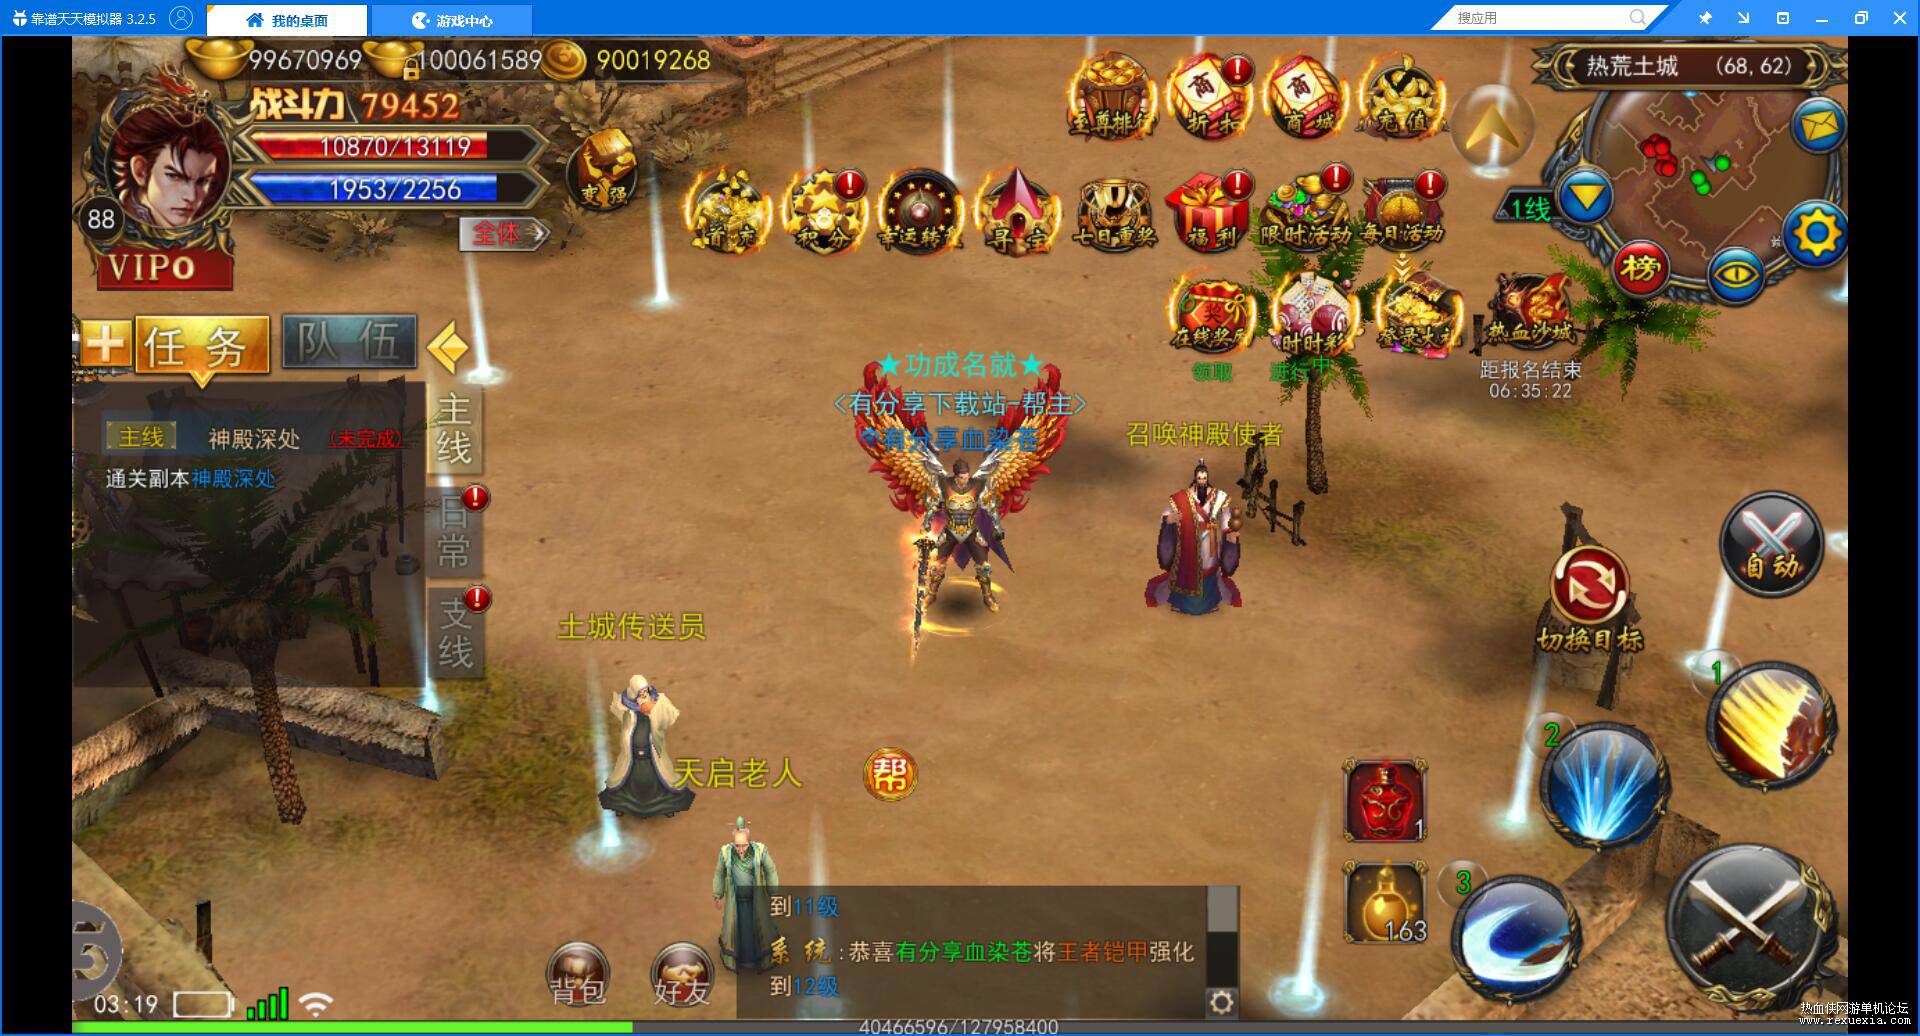 靠谱天天模拟器 3.2.5
我的桌面
游戏中心
搜应用
99670969
100061589
90019268
战斗力 79452
10870/13119
1953/2256
88
VIP0
全体
变强
至尊排行
折扣
商城
充值
热荒土城 (68,62)
首充
积分
幸运转盘
寻宝
七日重奖
福利
限时活动
每日活动
1线
榜
在线奖励
领取
时时彩
进行中
登录大礼
热血沙城
距报名结束
06:35:22
任务
队伍
主线
神殿深处
(未完成)
通关副本神殿深处
主线
日常
支线
★功成名就★
<有分享下载站-帮主>
有分享血染苍
召唤神殿使者
土城传送员
天启老人
帮
自动
切换目标
1
2
3
1
163
到11级
系统:恭喜有分享血染苍将王者铠甲强化
到12级
背包
好友
03:19
40466596/127958400
热血侠网游单机论坛
www.rexuexia.com